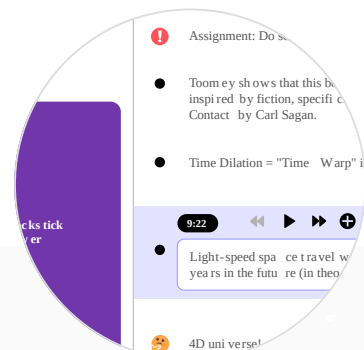 Assignment: Do
Toomey shows that this
inspired by fiction, specific
Contact by Carl Sagan.
Time Dilation = "Time Warp"
cks tick
er
9:22
Light-speed space travel
years in the future (in theo
4D universe!